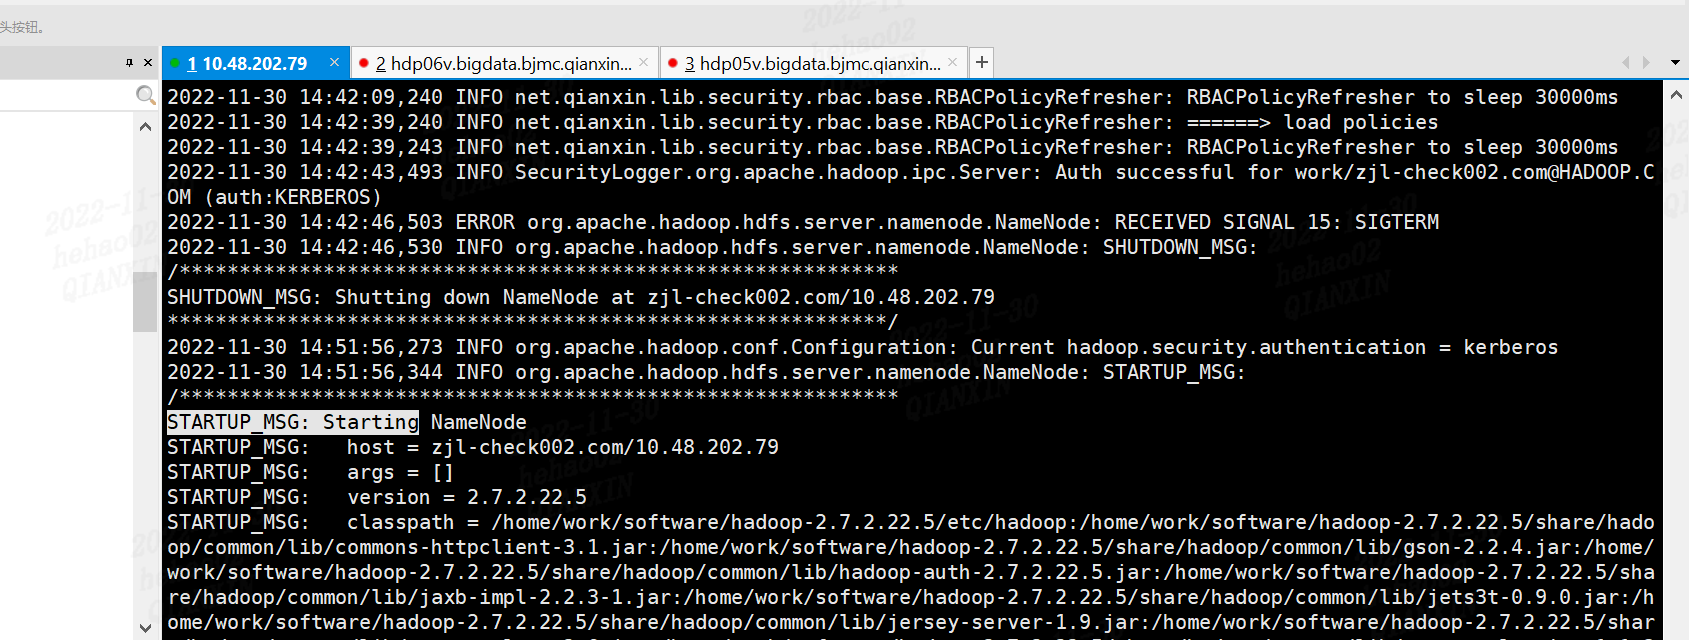 头按钮。
1 10.48.202.79 × 2 hdp06v.bigdata.bjmc.qianxin... × 3 hdp05v.bigdata.bjmc.qianxin... × +
2022-11-30 14:42:09,240 INFO net.qianxin.lib.security.rbac.base.RBACPolicyRefresher: RBACPolicyRefresher to sleep 30000ms
2022-11-30 14:42:39,240 INFO net.qianxin.lib.security.rbac.base.RBACPolicyRefresher: ======> load policies
2022-11-30 14:42:39,243 INFO net.qianxin.lib.security.rbac.base.RBACPolicyRefresher: RBACPolicyRefresher to sleep 30000ms
2022-11-30 14:42:43,493 INFO SecurityLogger.org.apache.hadoop.ipc.Server: Auth successful for work/zjl-check002.com@HADOOP.C
OM (auth:KERBEROS)
2022-11-30 14:42:46,503 ERROR org.apache.hadoop.hdfs.server.namenode.NameNode: RECEIVED SIGNAL 15: SIGTERM
2022-11-30 14:42:46,530 INFO org.apache.hadoop.hdfs.server.namenode.NameNode: SHUTDOWN_MSG:
/************************************************************
SHUTDOWN_MSG: Shutting down NameNode at zjl-check002.com/10.48.202.79
************************************************************/
2022-11-30 14:51:56,273 INFO org.apache.hadoop.conf.Configuration: Current hadoop.security.authentication = kerberos
2022-11-30 14:51:56,344 INFO org.apache.hadoop.hdfs.server.namenode.NameNode: STARTUP_MSG:
/************************************************************
STARTUP_MSG: Starting NameNode
STARTUP_MSG:   host = zjl-check002.com/10.48.202.79
STARTUP_MSG:   args = []
STARTUP_MSG:   version = 2.7.2.22.5
STARTUP_MSG:   classpath = /home/work/software/hadoop-2.7.2.22.5/etc/hadoop:/home/work/software/hadoop-2.7.2.22.5/share/hado
op/common/lib/commons-httpclient-3.1.jar:/home/work/software/hadoop-2.7.2.22.5/share/hadoop/common/lib/gson-2.2.4.jar:/home/
work/software/hadoop-2.7.2.22.5/share/hadoop/common/lib/hadoop-auth-2.7.2.22.5.jar:/home/work/software/hadoop-2.7.2.22.5/sha
re/hadoop/common/lib/jaxb-impl-2.2.3-1.jar:/home/work/software/hadoop-2.7.2.22.5/share/hadoop/common/lib/jets3t-0.9.0.jar:/h
ome/work/software/hadoop-2.7.2.22.5/share/hadoop/common/lib/jersey-server-1.9.jar:/home/work/software/hadoop-2.7.2.22.5/shar
2022-11-30
hehao02
QIANXIN